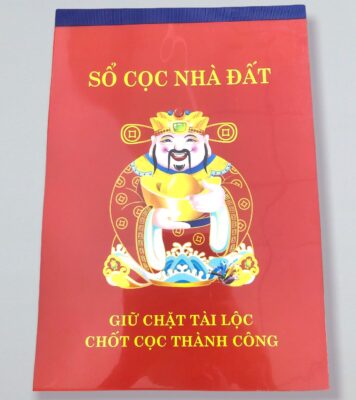 SỔ CỌC NHÀ ĐẤT
GIỮ CHẶT TÀI LỘC
CHỐT CỌC THÀNH CÔNG